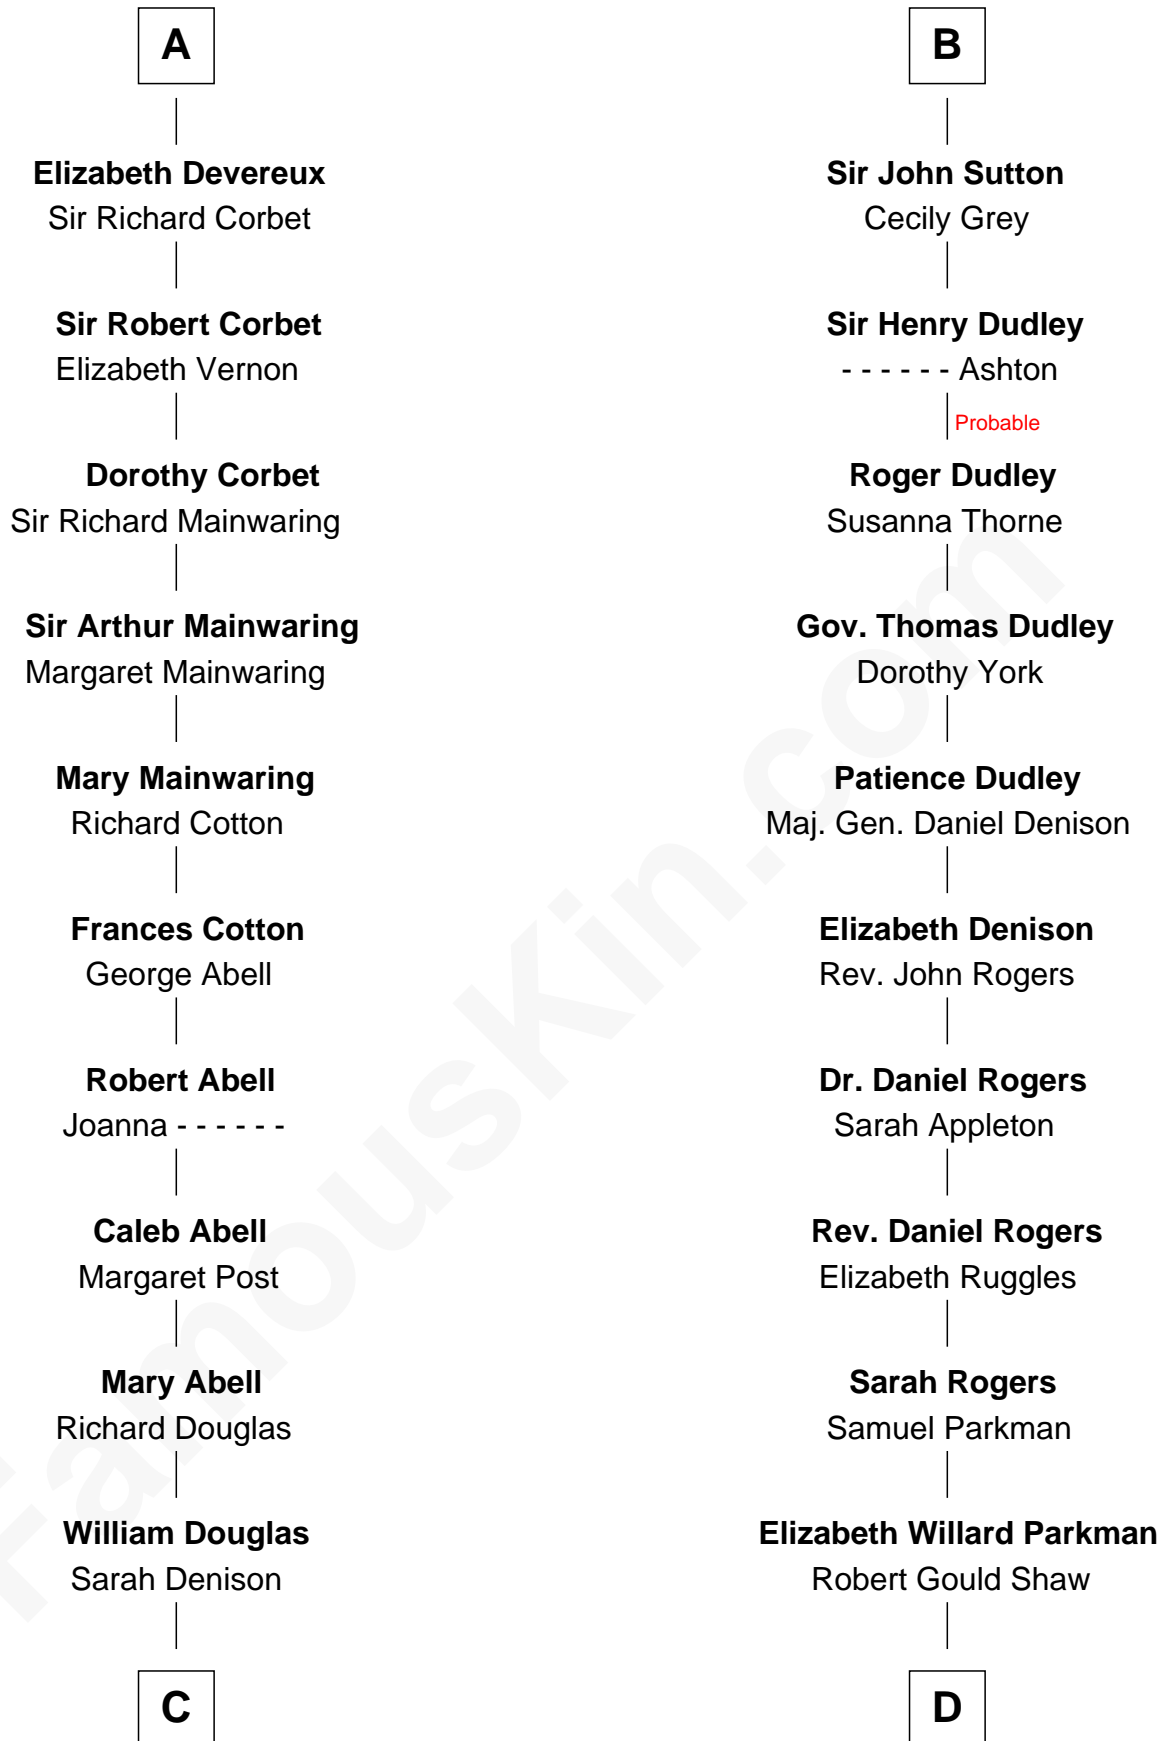 A
Elizabeth Devereux
Sir Richard Corbet
Sir Robert Corbet
Elizabeth Vernon
Dorothy Corbet
Sir Richard Mainwaring
Sir Arthur Mainwaring
Margaret Mainwaring
Mary Mainwaring
Richard Cotton
Frances Cotton
George Abell
Robert Abell
Joanna - - - - - -
Caleb Abell
Margaret Post
Mary Abell
Richard Douglas
William Douglas
Sarah Denison
C
B
Sir John Sutton
Cecily Grey
Sir Henry Dudley
- - - - - - Ashton
Probable
Roger Dudley
Susanna Thorne
Gov. Thomas Dudley
Dorothy York
Patience Dudley
Maj. Gen. Daniel Denison
Elizabeth Denison
Rev. John Rogers
Dr. Daniel Rogers
Sarah Appleton
Rev. Daniel Rogers
Elizabeth Ruggles
Sarah Rogers
Samuel Parkman
Elizabeth Willard Parkman
Robert Gould Shaw
D
FamousKin.com